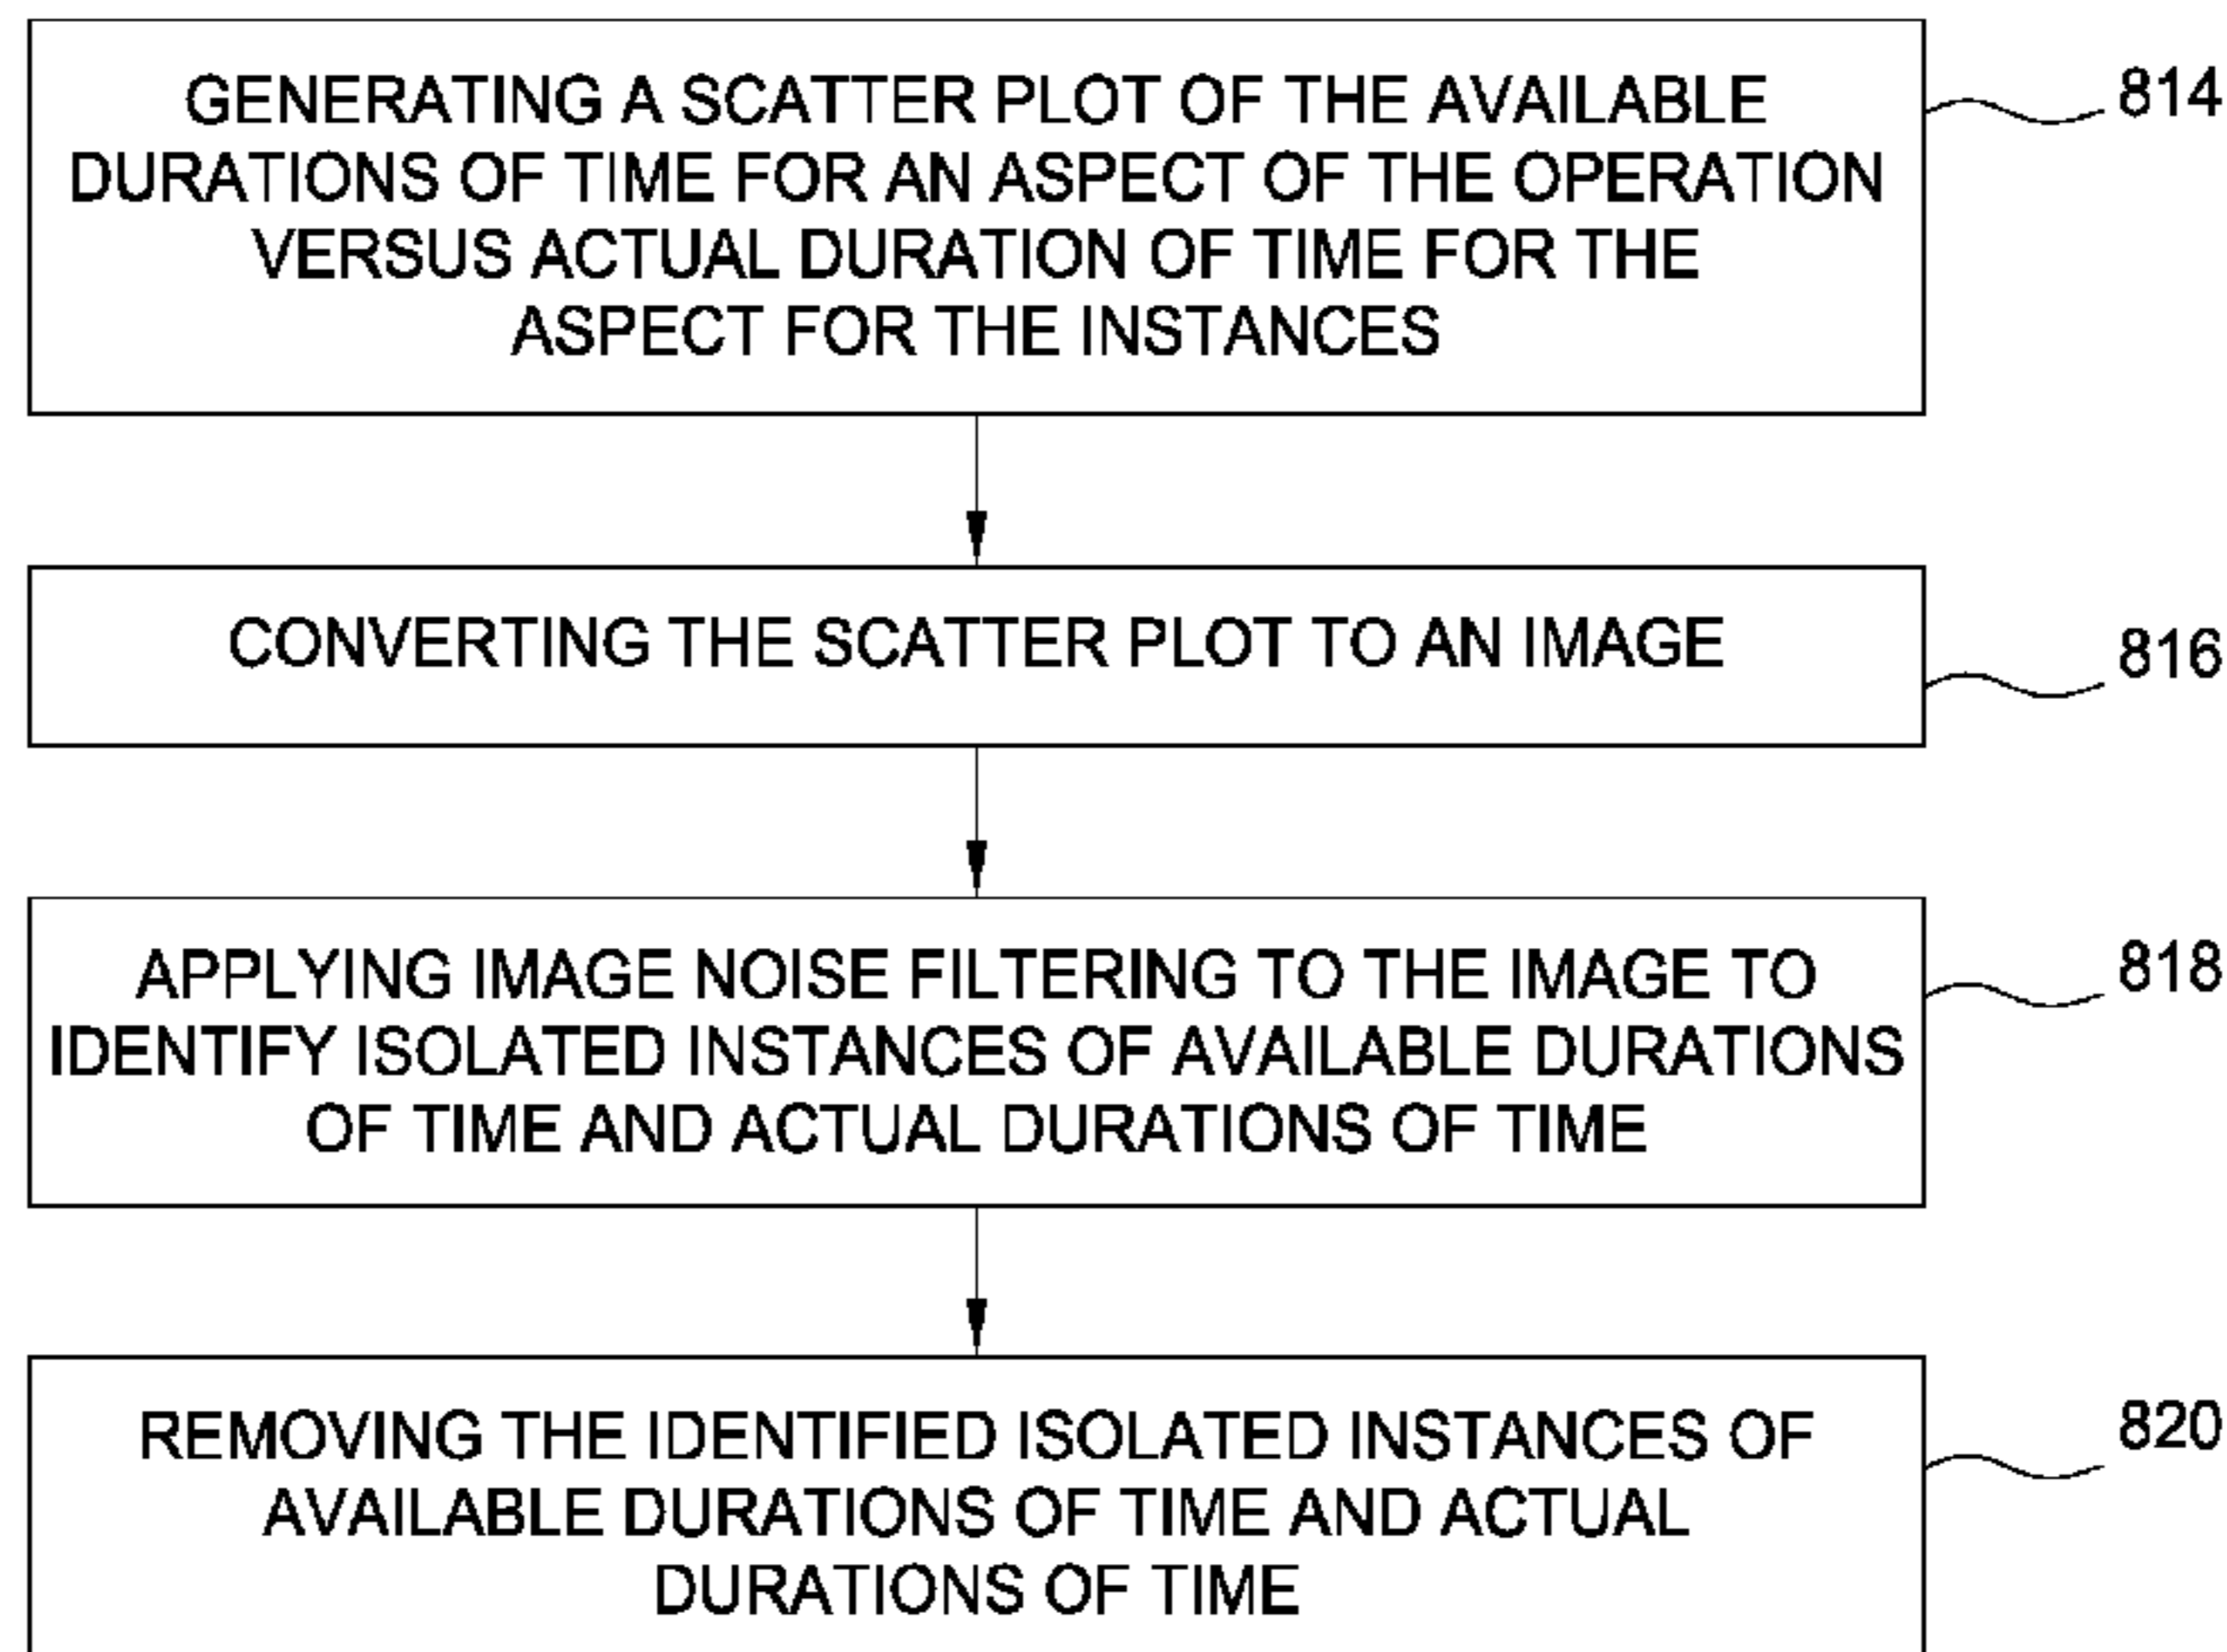 GENERATING A SCATTER PLOT OF THE AVAILABLE
DURATIONS OF TIME FOR AN ASPECT OF THE OPERATION
VERSUS ACTUAL DURATION OF TIME FOR THE
ASPECT FOR THE INSTANCES
814
CONVERTING THE SCATTER PLOT TO AN IMAGE
816
APPLYING IMAGE NOISE FILTERING TO THE IMAGE TO
IDENTIFY ISOLATED INSTANCES OF AVAILABLE DURATIONS
OF TIME AND ACTUAL DURATIONS OF TIME
818
REMOVING THE IDENTIFIED ISOLATED INSTANCES OF
AVAILABLE DURATIONS OF TIME AND ACTUAL
DURATIONS OF TIME
820